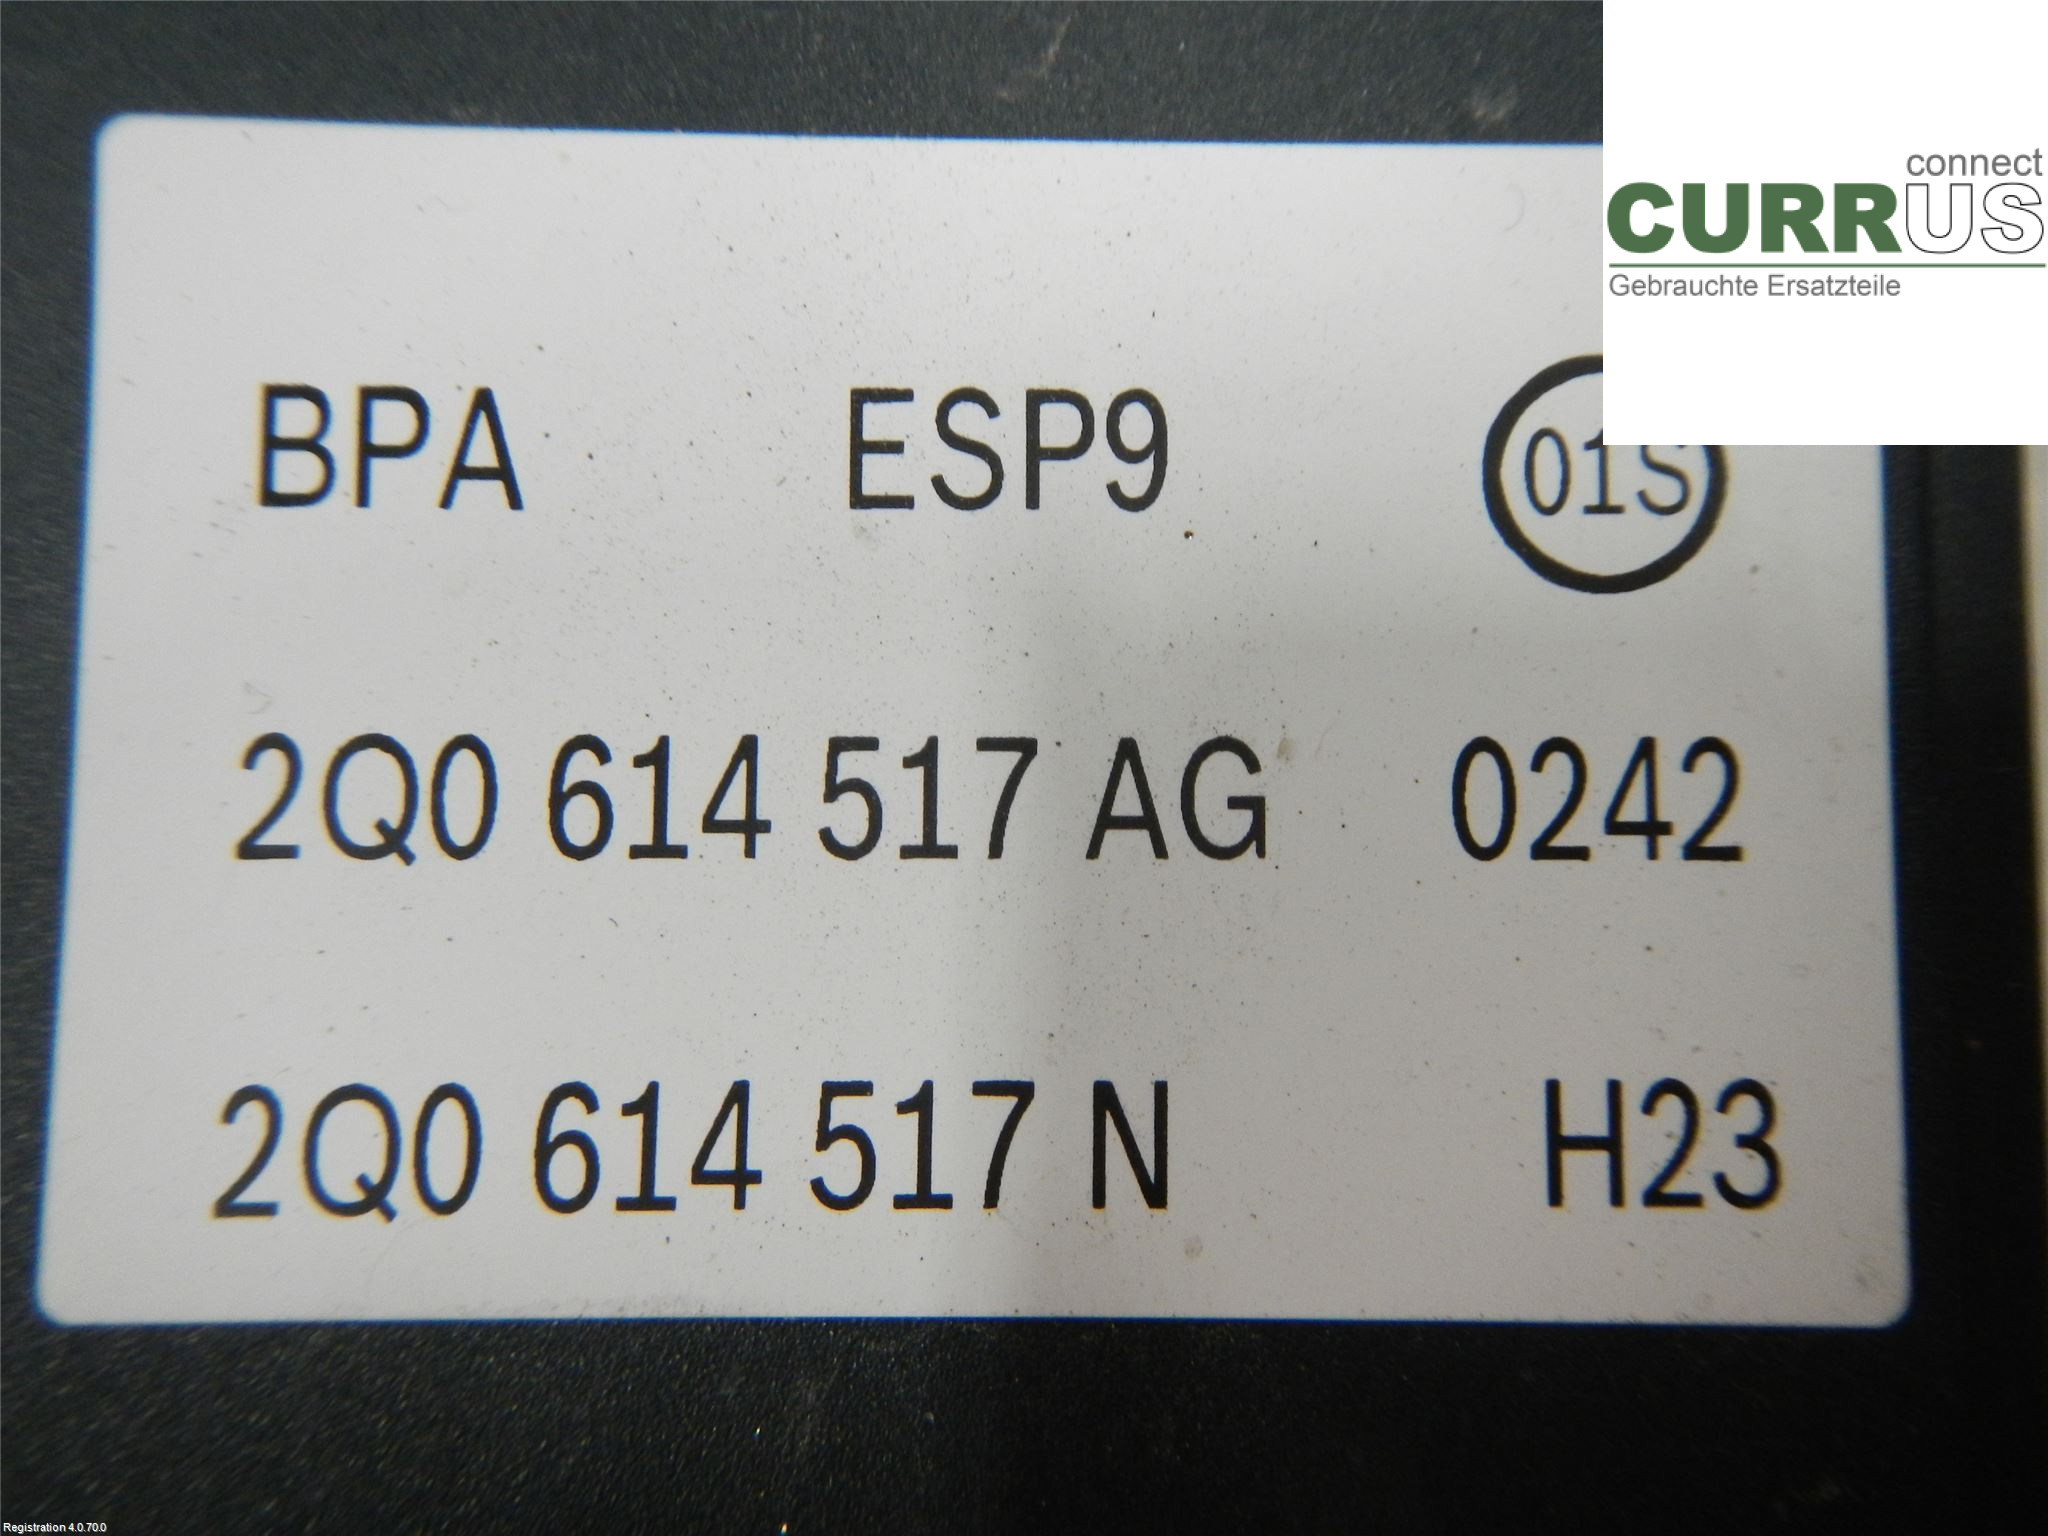 connect
CURRUS
Gebrauchte Ersatzteile
BPA ESP9 01S
2Q0 614 517 AG 0242
2Q0 614 517 N H23
Registration 4.0.70.0